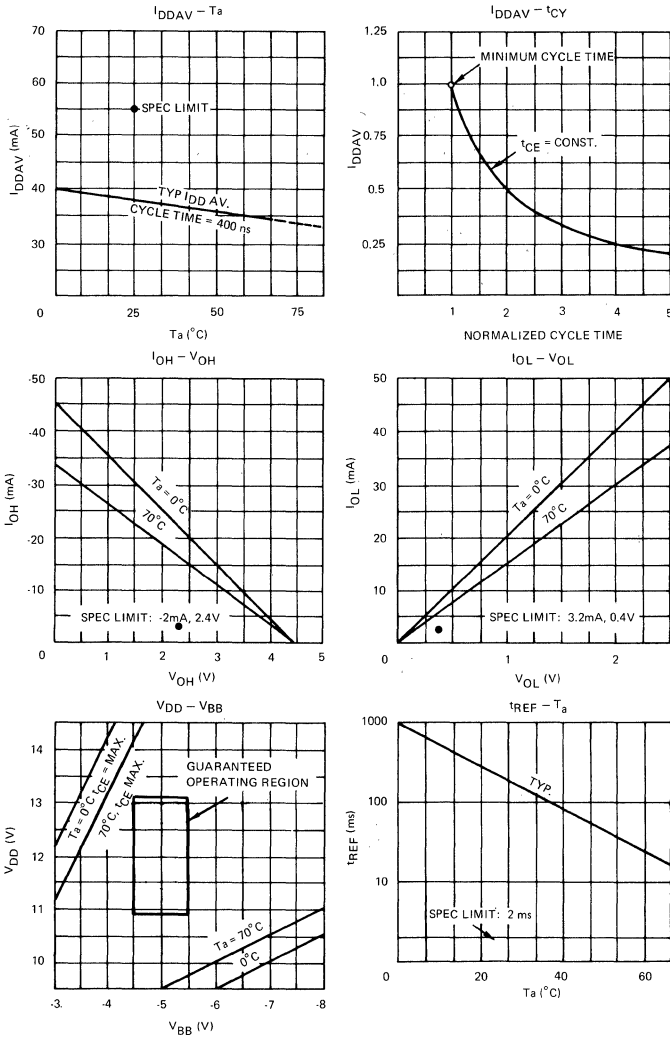 IDDAV – Ta
70
60
50
40
30
0
25
50
75
IDDAV (mA)
SPEC LIMIT
TYP IDD AV.
CYCLE TIME = 400 ns
Ta (°C)
IDDAV – tCY
1.25
1.0
0.75
0.5
0.25
0
1
2
3
4
5
IDDAV
MINIMUM CYCLE TIME
tCE = CONST.
NORMALIZED CYCLE TIME
IOH – VOH
-50
-40
-30
-20
-10
0
1
2
3
4
5
IOH (mA)
Ta = 0°C
70°C
SPEC LIMIT: -2mA, 2.4V
VOH (V)
IOL – VOL
50
40
30
20
10
0
1
2
IOL (mA)
Ta = 0°C
70°C
SPEC LIMIT: 3.2mA, 0.4V
VOL (V)
VDD – VBB
14
13
12
11
10
9.5
-3.
-4
-5
-6
-7
-8
VDD (V)
Ta = 0°C tCE = MAX.
70°C, tCE MAX.
GUARANTEED
OPERATING REGION
Ta = 70°C
0°C
VBB (V)
tREF – Ta
1000
100
10
0
20
40
60
tREF (ms)
TYP.
SPEC LIMIT: 2 ms
Ta (°C)